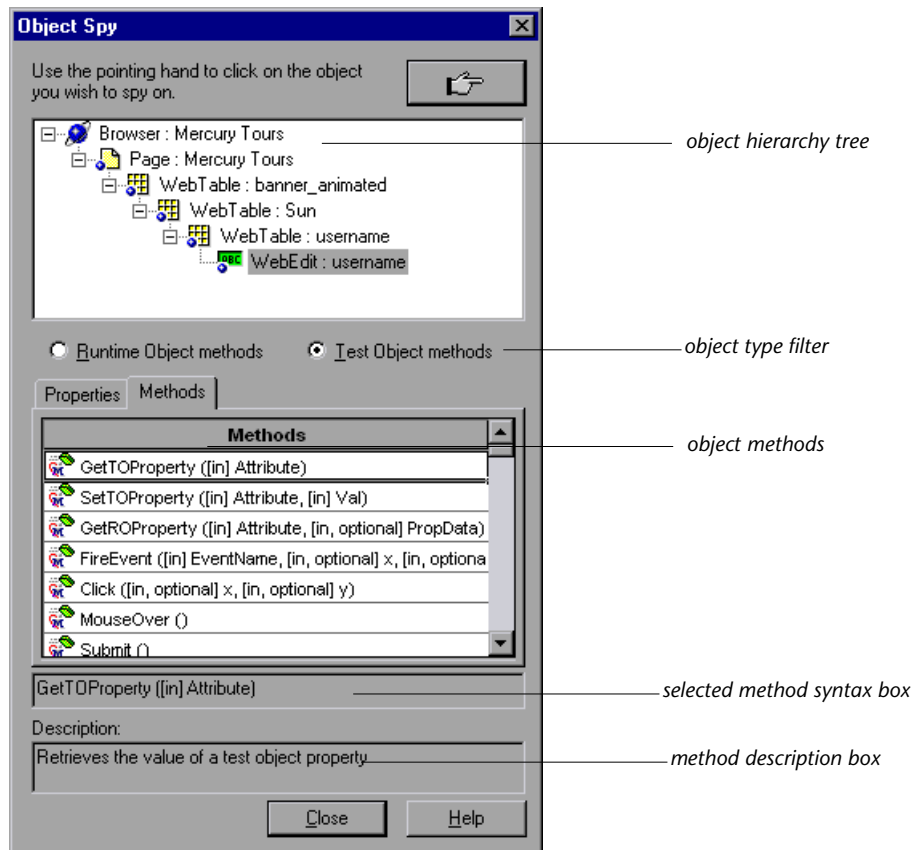 Object Spy
Use the pointing hand to click on the object
you wish to spy on.
Browser : Mercury Tours
object hierarchy tree
Page : Mercury Tours
WebTable : banner_animated
WebTable : Sun
WebTable : username
ABC
WebEdit : username
Runtime Object methods
Test Object methods
object type filter
Properties
Methods
Methods
object methods
GetTOProperty ([in] Attribute)
SetTOProperty ([in] Attribute, [in] Val)
GetROProperty ([in] Attribute, [in, optional] PropData)
FireEvent ([in] EventName, [in, optional] x, [in, optiona
Click ([in, optional] x, [in, optional] y)
MouseOver ()
Submit ()
GetTOProperty ([in] Attribute)
selected method syntax box
Description:
Retrieves the value of a test object property
method description box
Close
Help